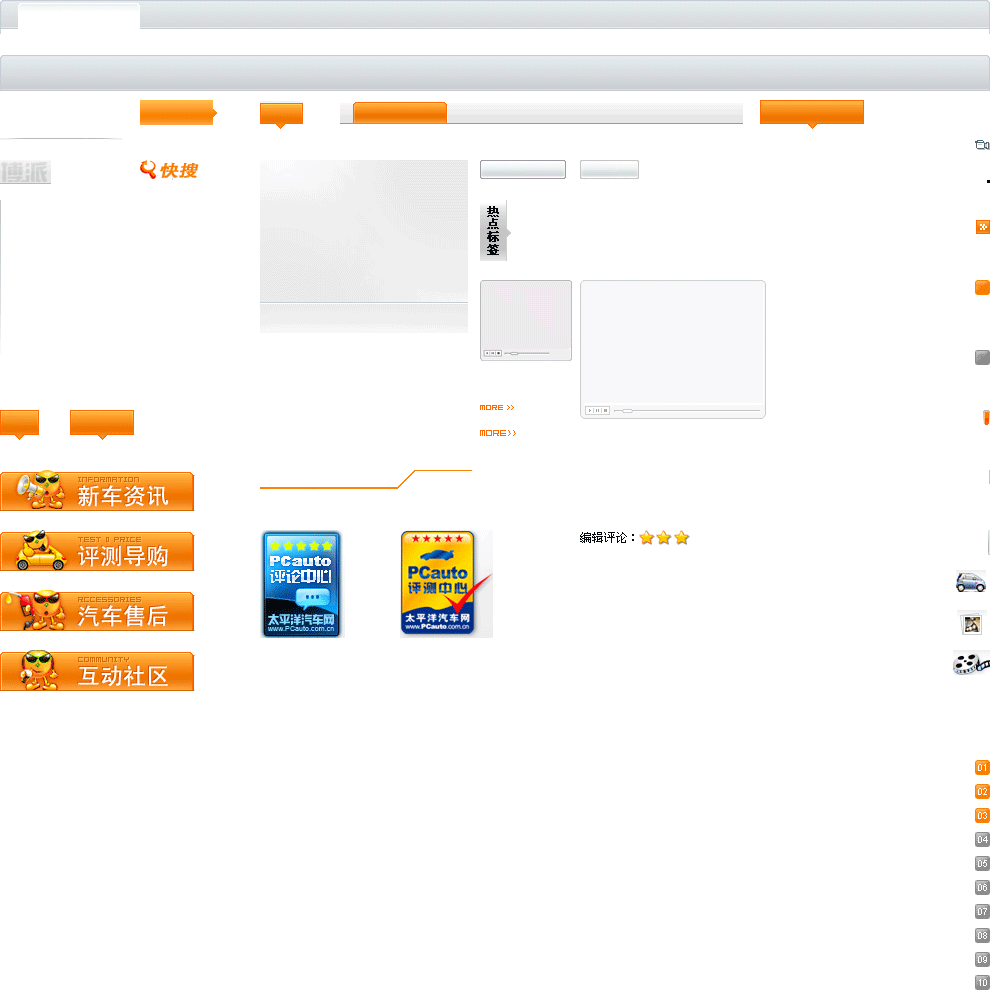 博派
快搜
热点标签
MORE >>
MORE>>
INFORMATION
新车资讯
TEST & PRICE
评测导购
ACCESSORIES
汽车售后
COMMUNITY
互动社区
PCauto
评论中心
太平洋汽车网
www.PCauto.com.cn
PCauto
评测中心
太平洋汽车网
www.PCauto.com.cn
编辑评论：
01
02
03
04
05
06
07
08
09
10